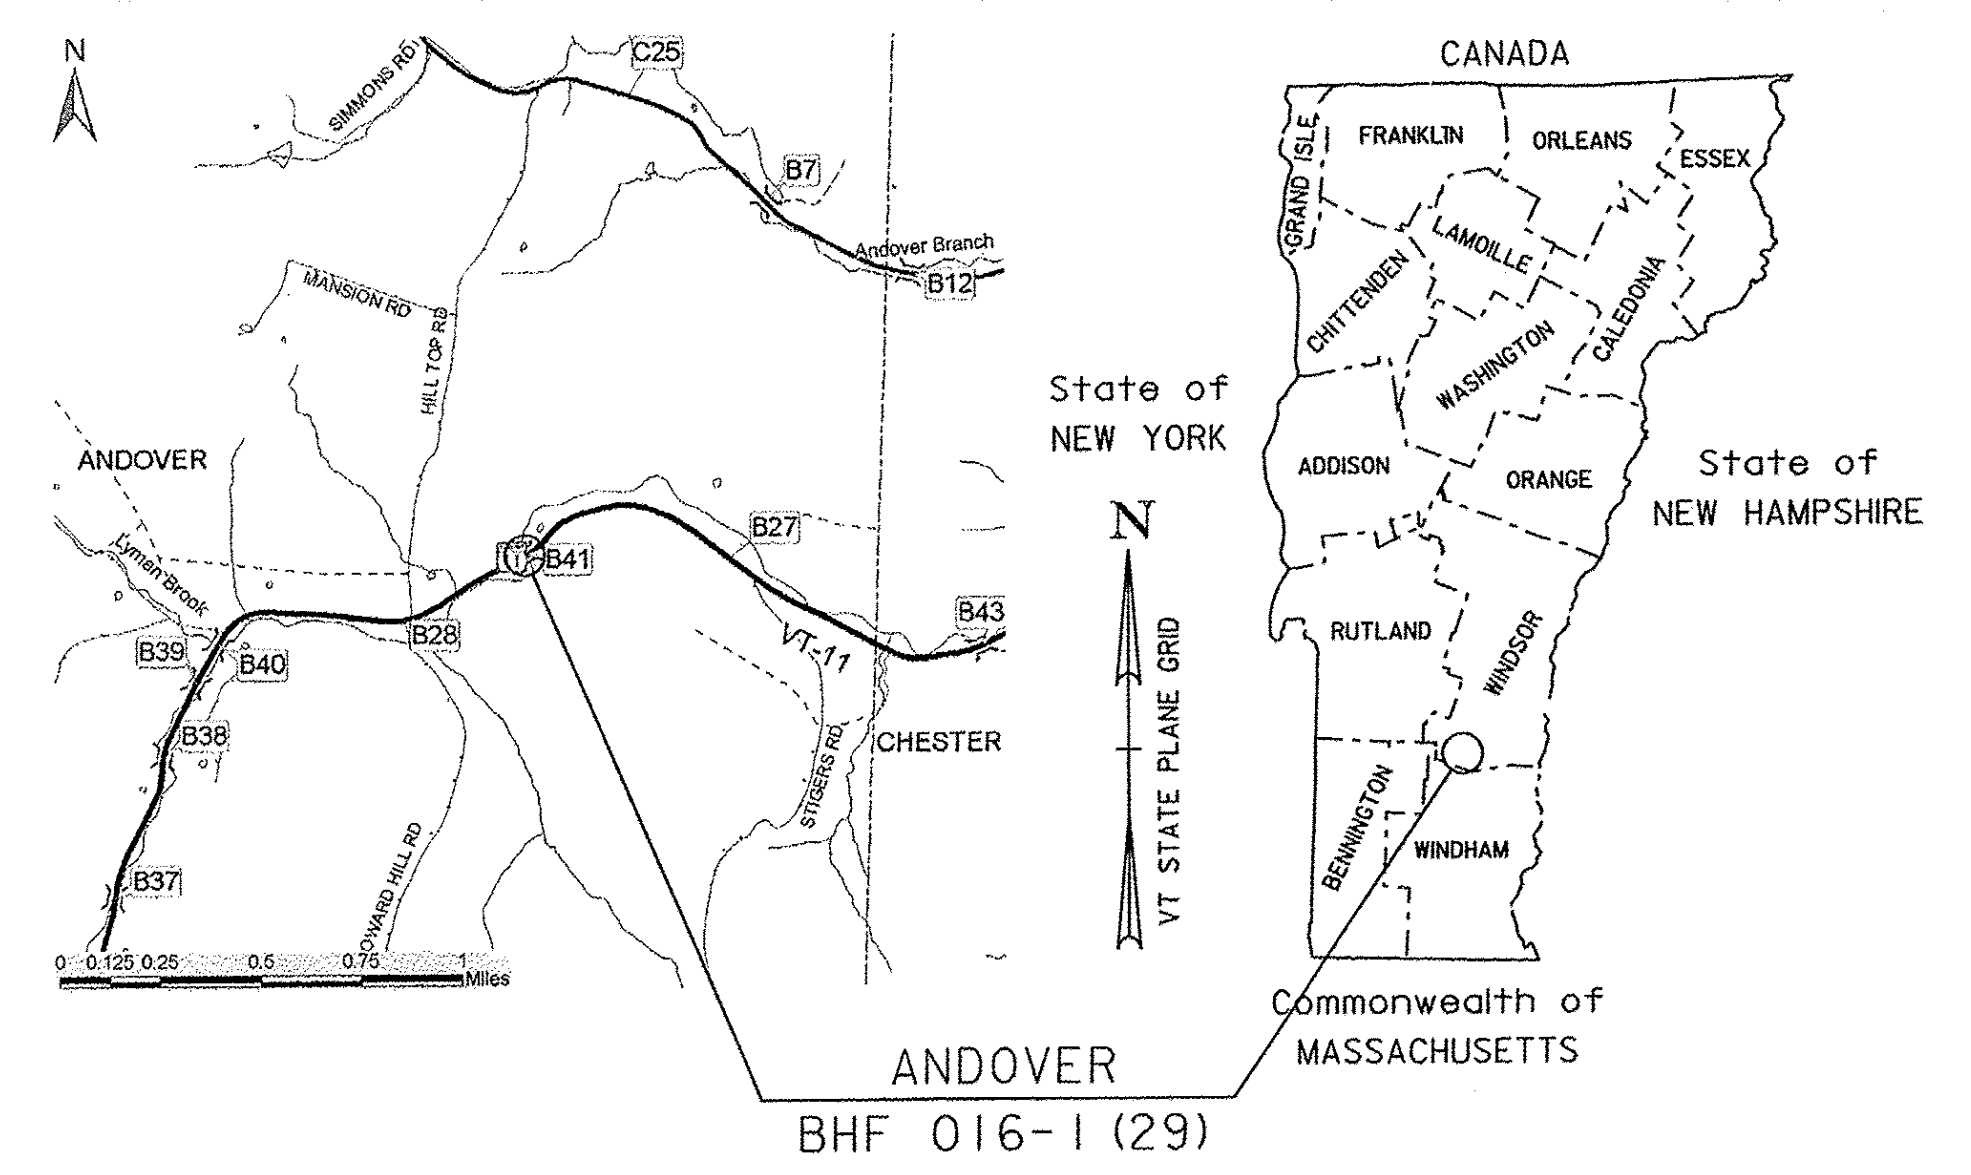 N
SIMMONS RD
C25
B7
Andover Branch
B12
MANSION RD
HILL TOP RD
ANDOVER
Lyman Brook
B41
B27
B43
B28
B39
B40
VT-11
B38
CHESTER
STIGERS RD
B37
OWARD HILL RD
0 0.125 0.25 0.5 0.75 1
Miles
CANADA
GRAND ISLE
FRANKLIN
ORLEANS
ESSEX
LAMOILLE
CHITTENDEN
CALEDONIA
WASHINGTON
State of
NEW YORK
ADDISON
ORANGE
State of
NEW HAMPSHIRE
N
VT STATE PLANE GRID
RUTLAND
WINDSOR
BENNINGTON
WINDHAM
Commonwealth of
MASSACHUSETTS
ANDOVER
BHF 016-1 (29)